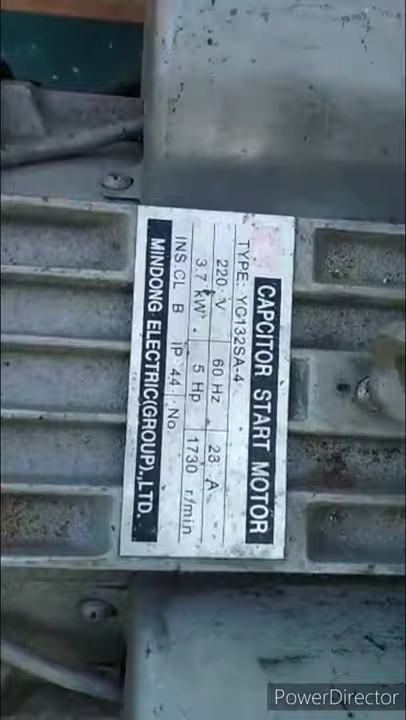 CAPCITOR START MOTOR
TYPE: YC132SA-4
220 V 60 Hz 23 A
3.7 kW 5 Hp 1730 r/min
INS.CL B IP 44 No.
MINDONG ELECTRIC(GROUP).,LTD.
PowerDirector